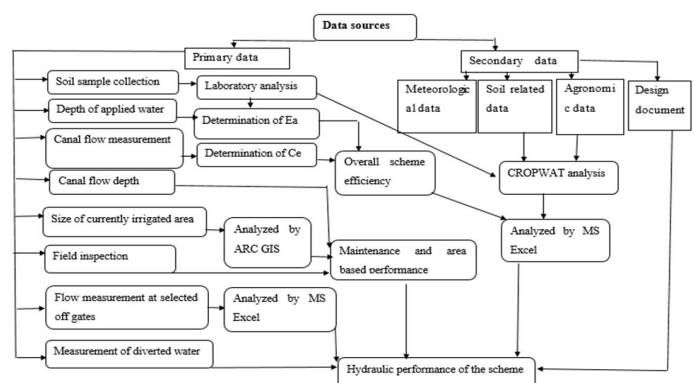 Data sources
Primary data
Secondary data
Soil sample collection
Laboratory analysis
Meteorologic
al data
Soil related
data
Agronomi
c data
Design
document
Depth of applied water
Determination of Ea
Canal flow measurement
Determination of Ce
Overall scheme
efficiency
CROPWAT analysis
Canal flow depth
Size of currently irrigated area
Analyzed by
ARC GIS
Analyzed by MS
Excel
Field inspection
Maintenance and area
based performance
Flow measurement at selected
off gates
Analyzed by MS
Excel
Measurement of diverted water
Hydraulic performance of the scheme